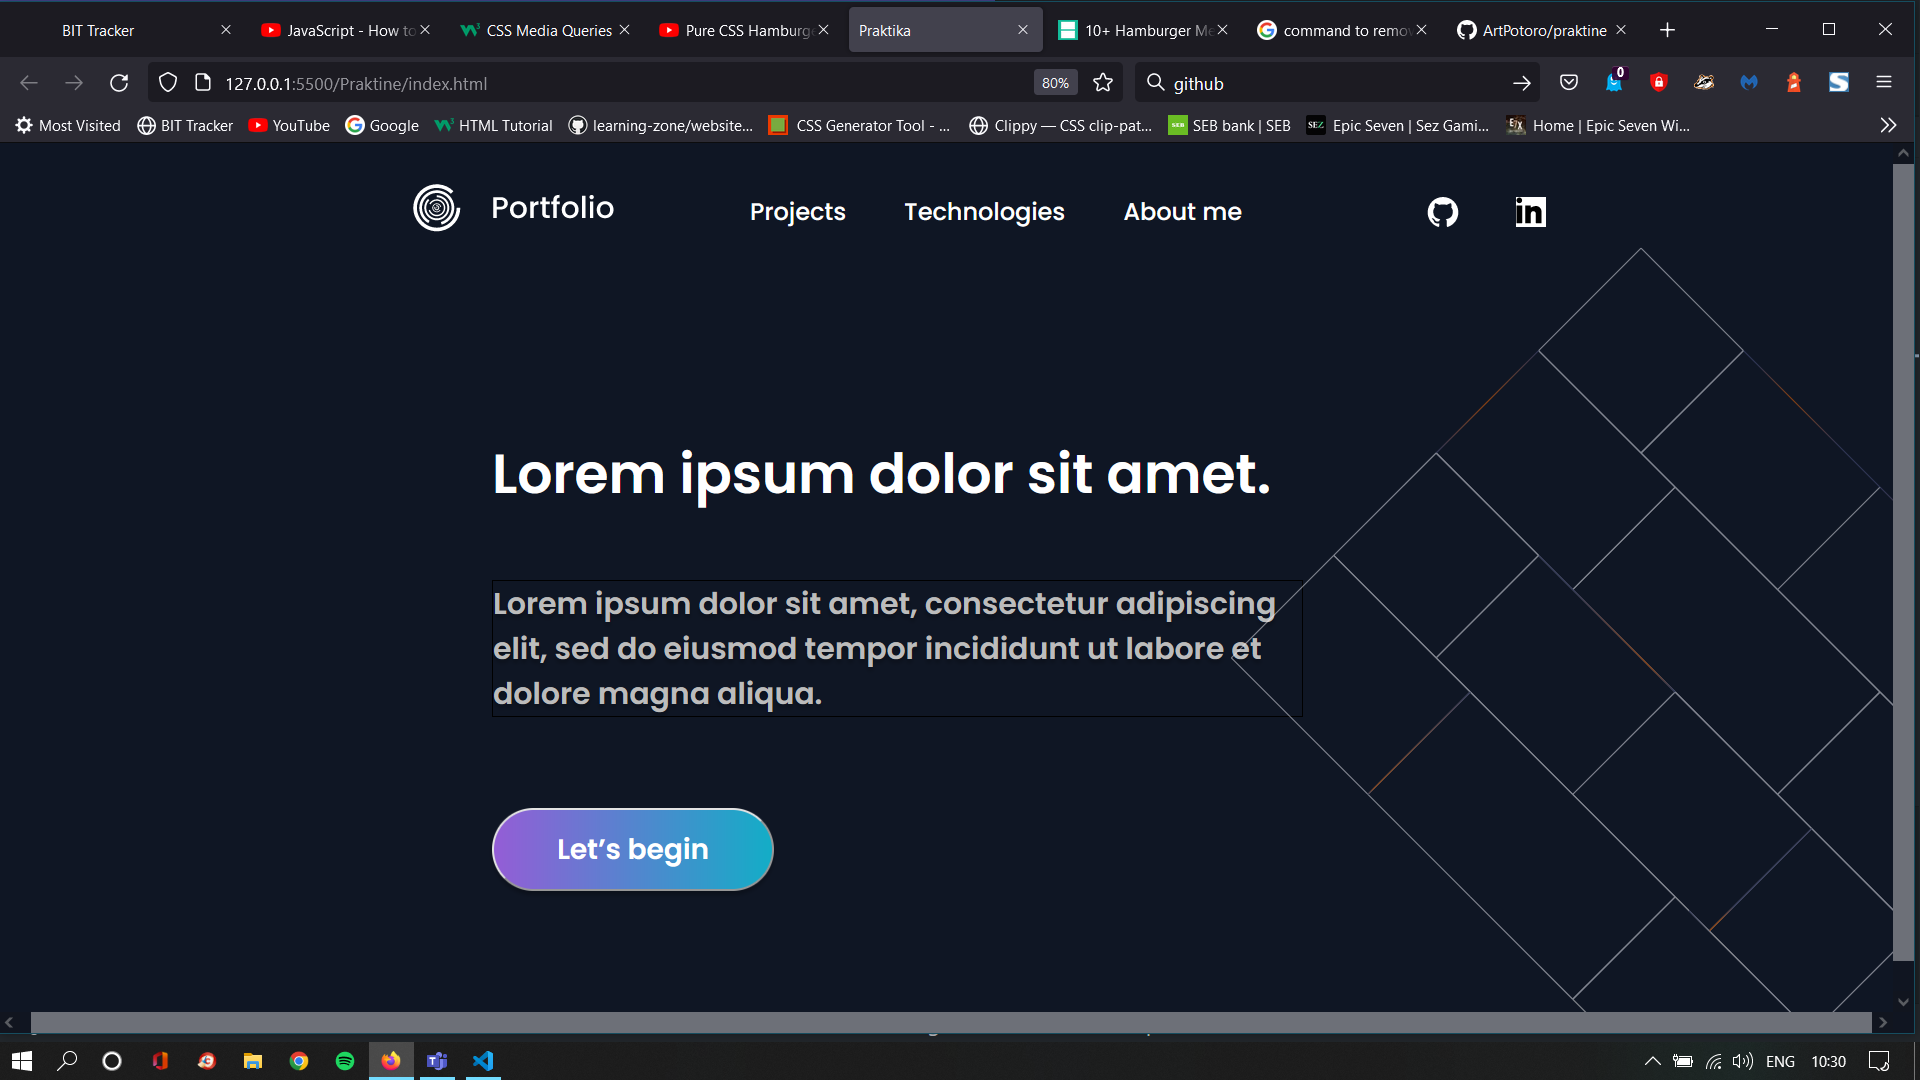 BIT Tracker
JavaScript - How to
CSS Media Queries
Pure CSS Hamburge
Praktika
10+ Hamburger Me
command to remov
ArtPotoro/praktine
127.0.0.1:5500/Praktine/index.html
80%
github
0
Most Visited
BIT Tracker
YouTube
Google
HTML Tutorial
learning-zone/website...
CSS Generator Tool - ...
Clippy — CSS clip-pat...
SEB bank | SEB
Epic Seven | Sez Gami...
Home | Epic Seven Wi...
Portfolio
Projects
Technologies
About me
in
Lorem ipsum dolor sit amet.
Lorem ipsum dolor sit amet, consectetur adipiscing
elit, sed do eiusmod tempor incididunt ut labore et
dolore magna aliqua.
Let’s begin
ENG
10:30